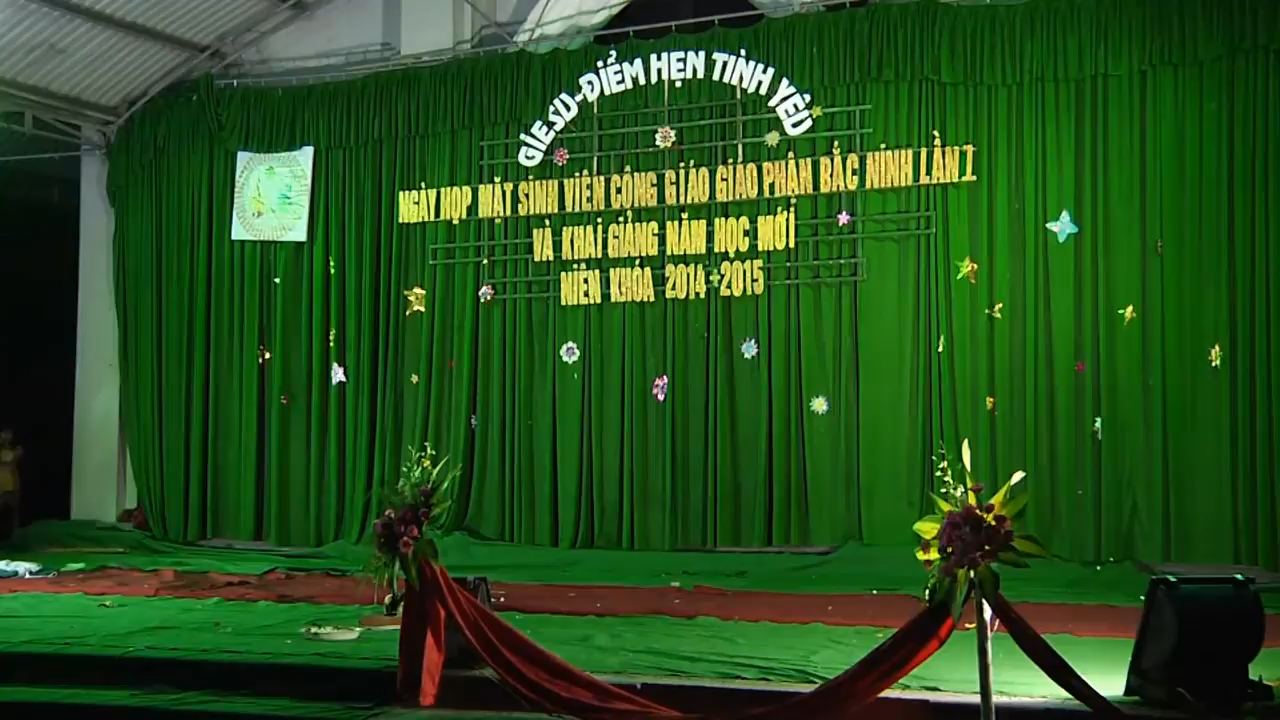 GIÊSU-ĐIỂM HẸN TÌNH YÊU
NGÀY HỌP MẶT SINH VIÊN CÔNG GIÁO GIÁO PHẬN BẮC NINH LẦN I
VÀ KHAI GIẢNG NĂM HỌC MỚI
NIÊN KHÓA 2014-2015